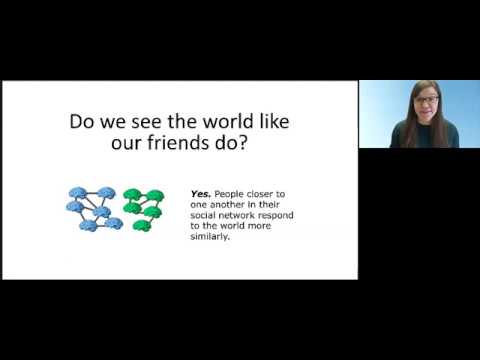 Do we see the world like
our friends do?
Yes. People closer to
one another in their
social network respond
to the world more
similarly.